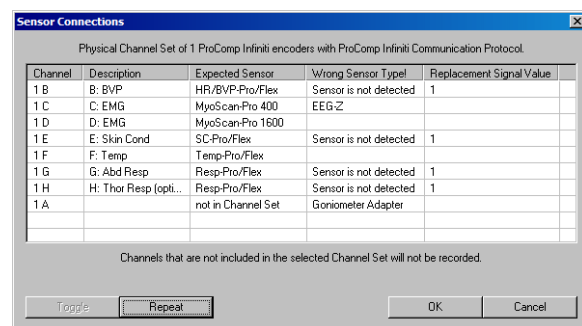 Sensor Connections
Physical Channel Set of 1 ProComp Infiniti encoders with ProComp Infiniti Communication Protocol.
Channel Description Expected Sensor Wrong Sensor Type! Replacement Signal Value
1 B B: BVP HR/BVP-Pro/Flex Sensor is not detected 1
1 C C: EMG MyoScan-Pro 400 EEG-Z
1 D D: EMG MyoScan-Pro 1600
1 E E: Skin Cond SC-Pro/Flex Sensor is not detected 1
1 F F: Temp Temp-Pro/Flex
1 G G: Abd Resp Resp-Pro/Flex Sensor is not detected 1
1 H H: Thor Resp (opti... Resp-Pro/Flex Sensor is not detected 1
1 A not in Channel Set Goniometer Adapter
Channels that are not included in the selected Channel Set will not be recorded.
Toggle Repeat OK Cancel